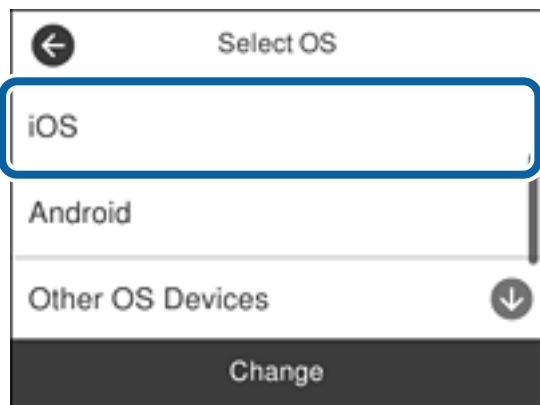 Select OS
iOS
Android
Other OS Devices
Change